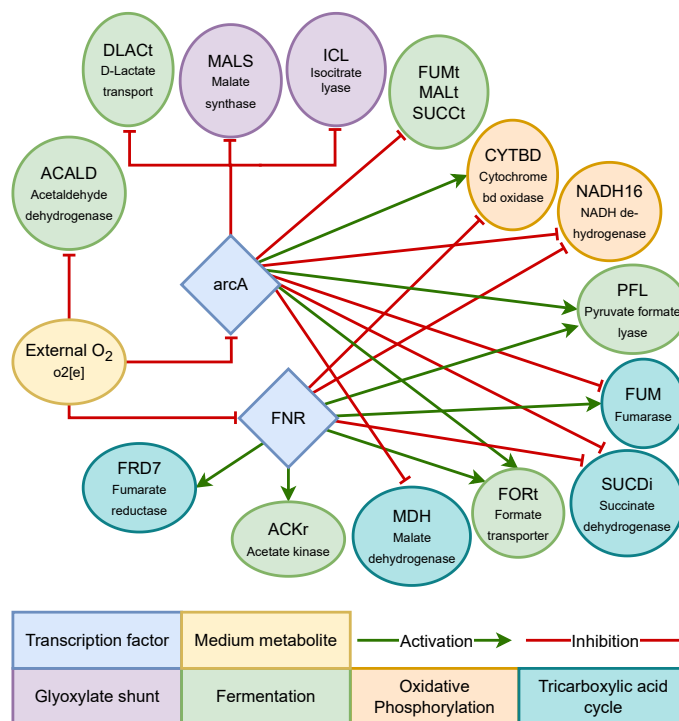 DLACt
D-Lactate
transport
MALS
Malate
synthase
ICL
Isocitrate
lyase
FUMt
MALt
SUCCt
CYTBD
Cytochrome
bd oxidase
NADH16
NADH de-
hydrogenase
ACALD
Acetaldehyde
dehydrogenase
arcA
PFL
Pyruvate formate
lyase
External O2
o2[e]
FNR
FUM
Fumarase
FRD7
Fumarate
reductase
ACKr
Acetate kinase
MDH
Malate
dehydrogenase
FORt
Formate
transporter
SUCDi
Succinate
dehydrogenase
Transcription factor
Medium metabolite
Activation
Inhibition
Glyoxylate shunt
Fermentation
Oxidative
Phosphorylation
Tricarboxylic acid
cycle